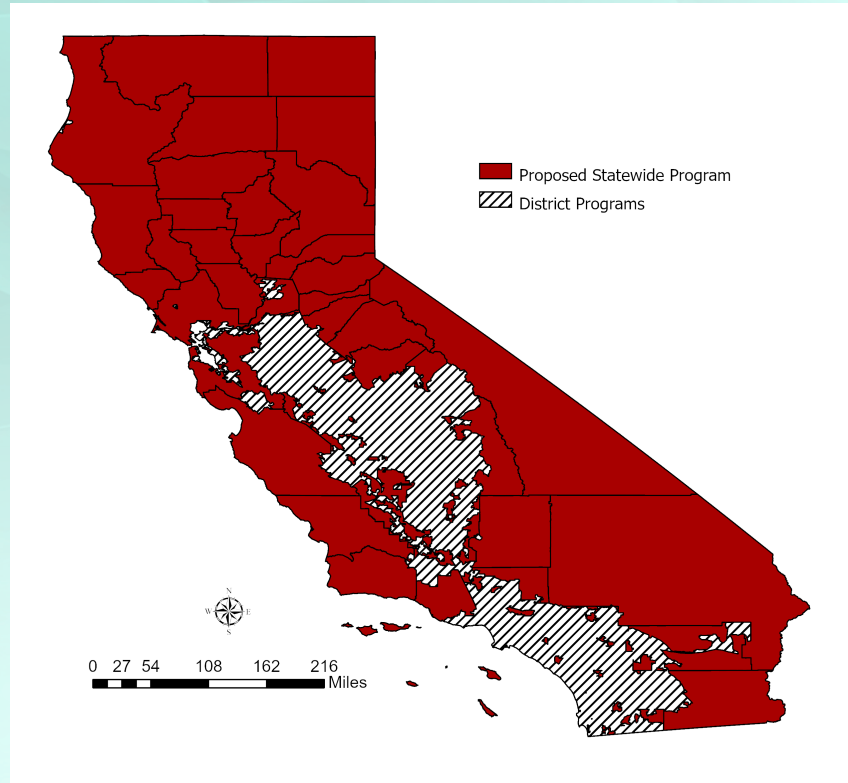 Proposed Statewide Program
District Programs
N
W E
S
0 27 54 108 162 216
Miles